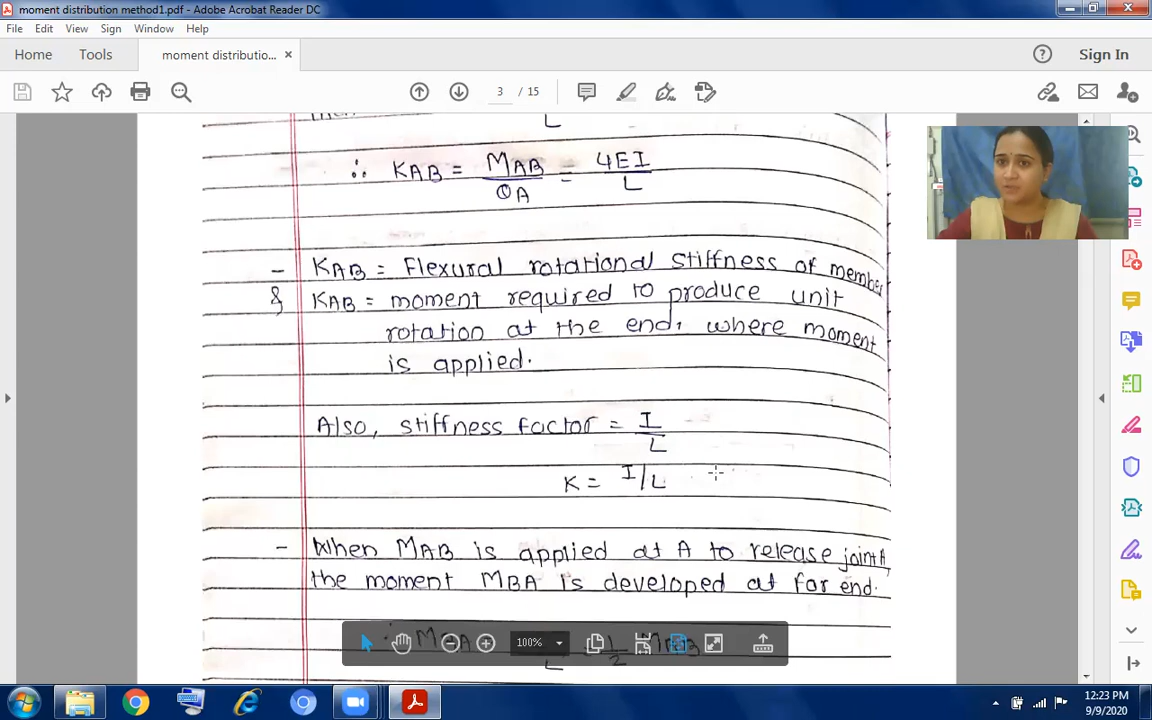 moment distribution method1.pdf - Adobe Acrobat Reader DC
File Edit View Sign Window Help
Home Tools moment distributio... × Sign In
3 / 15
then
L
∴ KAB = MAB/θA = 4EI/L
- KAB = Flexural rotational stiffness of member
& KAB = moment required to produce unit
rotation at the end, where moment
is applied.
Also, stiffness factor = I/L
K = I/L
- When MAB is applied at A to release joint A,
the moment MBA is developed at far end.
100%
12:23 PM
9/9/2020